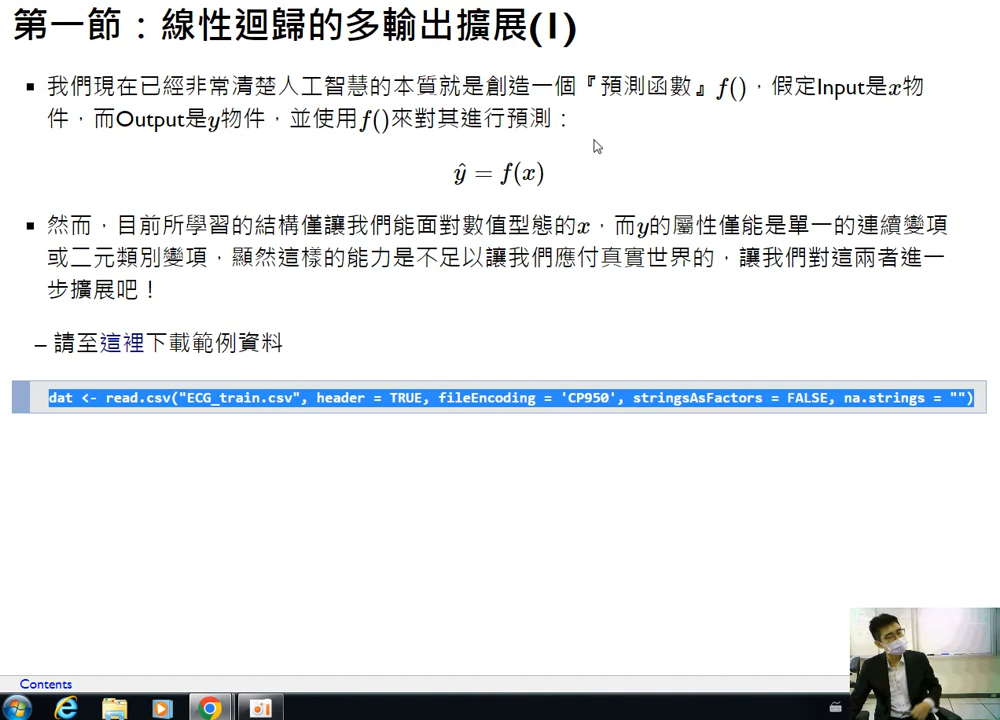 第一節：線性迴歸的多輸出擴展(1)
▪ 我們現在已經非常清楚人工智慧的本質就是創造一個『預測函數』f()，假定Input是x物
件，而Output是y物件，並使用f()來對其進行預測：
ŷ = f(x)
▪ 然而，目前所學習的結構僅讓我們能面對數值型態的x，而y的屬性僅能是單一的連續變項
或二元類別變項，顯然這樣的能力是不足以讓我們應付真實世界的，讓我們對這兩者進一
步擴展吧！
– 請至這裡下載範例資料
dat <- read.csv("ECG_train.csv", header = TRUE, fileEncoding = 'CP950', stringsAsFactors = FALSE, na.strings = "")
Contents